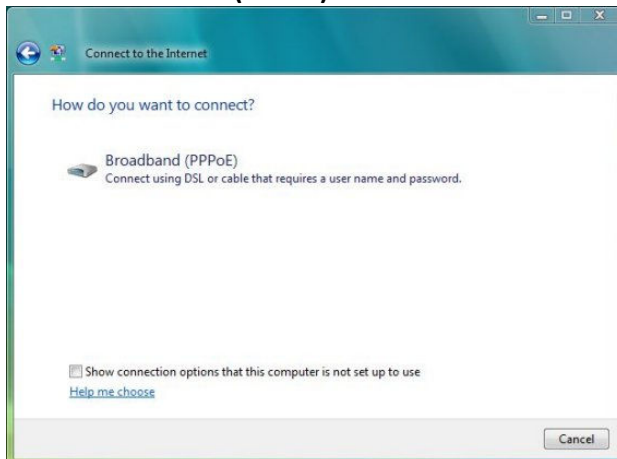 Connect to the Internet
How do you want to connect?
Broadband (PPPoE)
Connect using DSL or cable that requires a user name and password.
Show connection options that this computer is not set up to use
Help me choose
Cancel